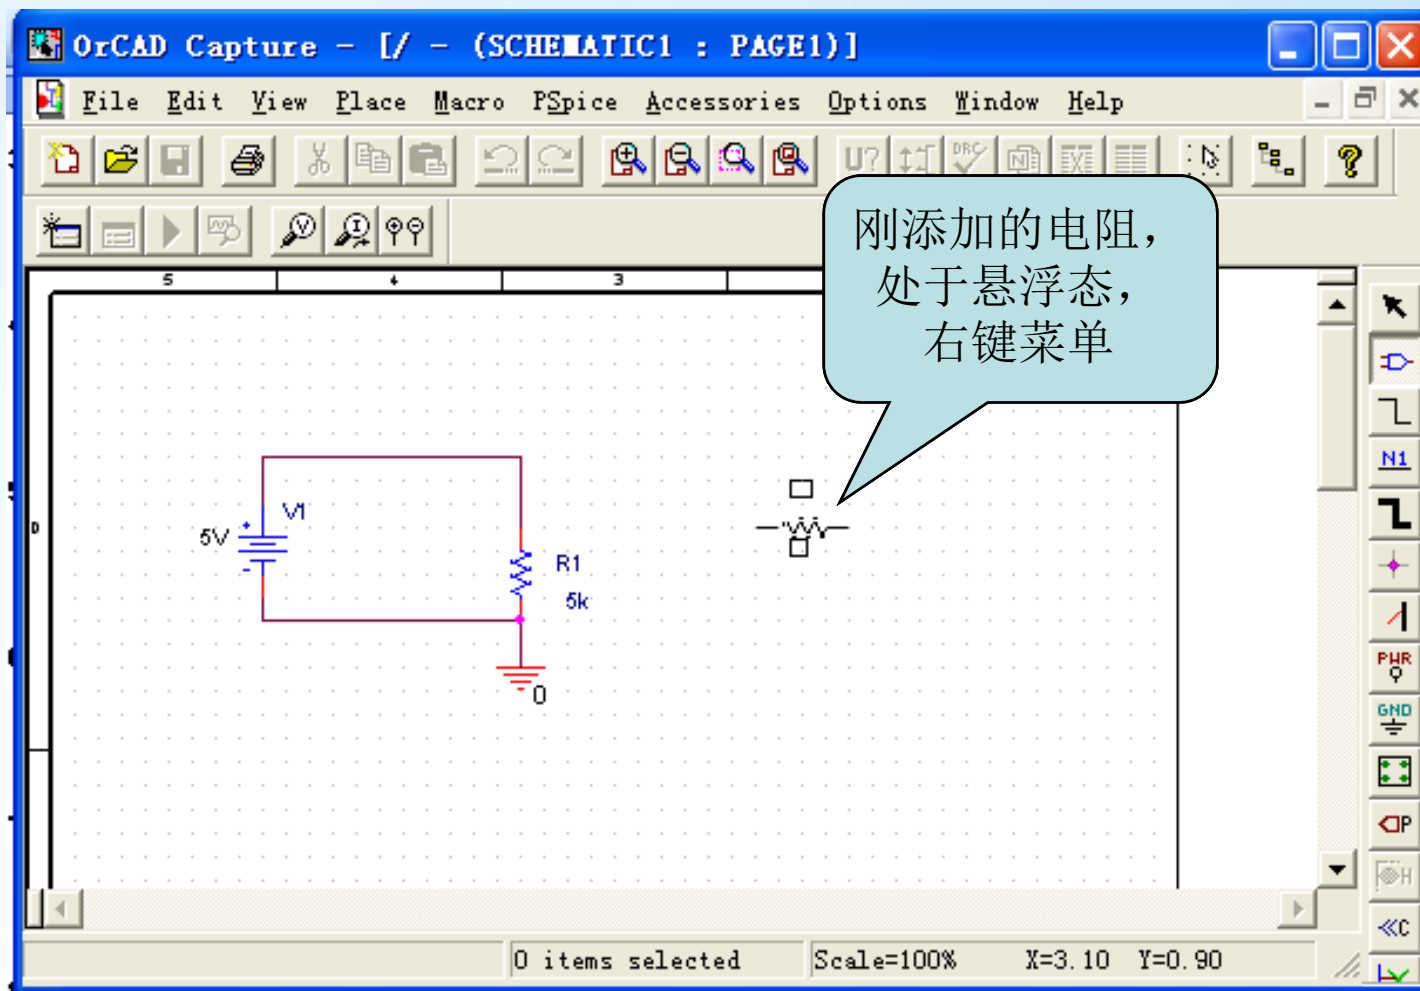 OrCAD Capture - [/ - (SCHEMATIC1 : PAGE1)]
File Edit View Place Macro PSpice Accessories Options Window Help
U? DRC N
V I
刚添加的电阻，
处于悬浮态，
右键菜单
5 4 3
D
N1
V1
5V
+
-
R1
5k
0
PWR
GND
P
H
C
0 items selected Scale=100% X=3.10 Y=0.90